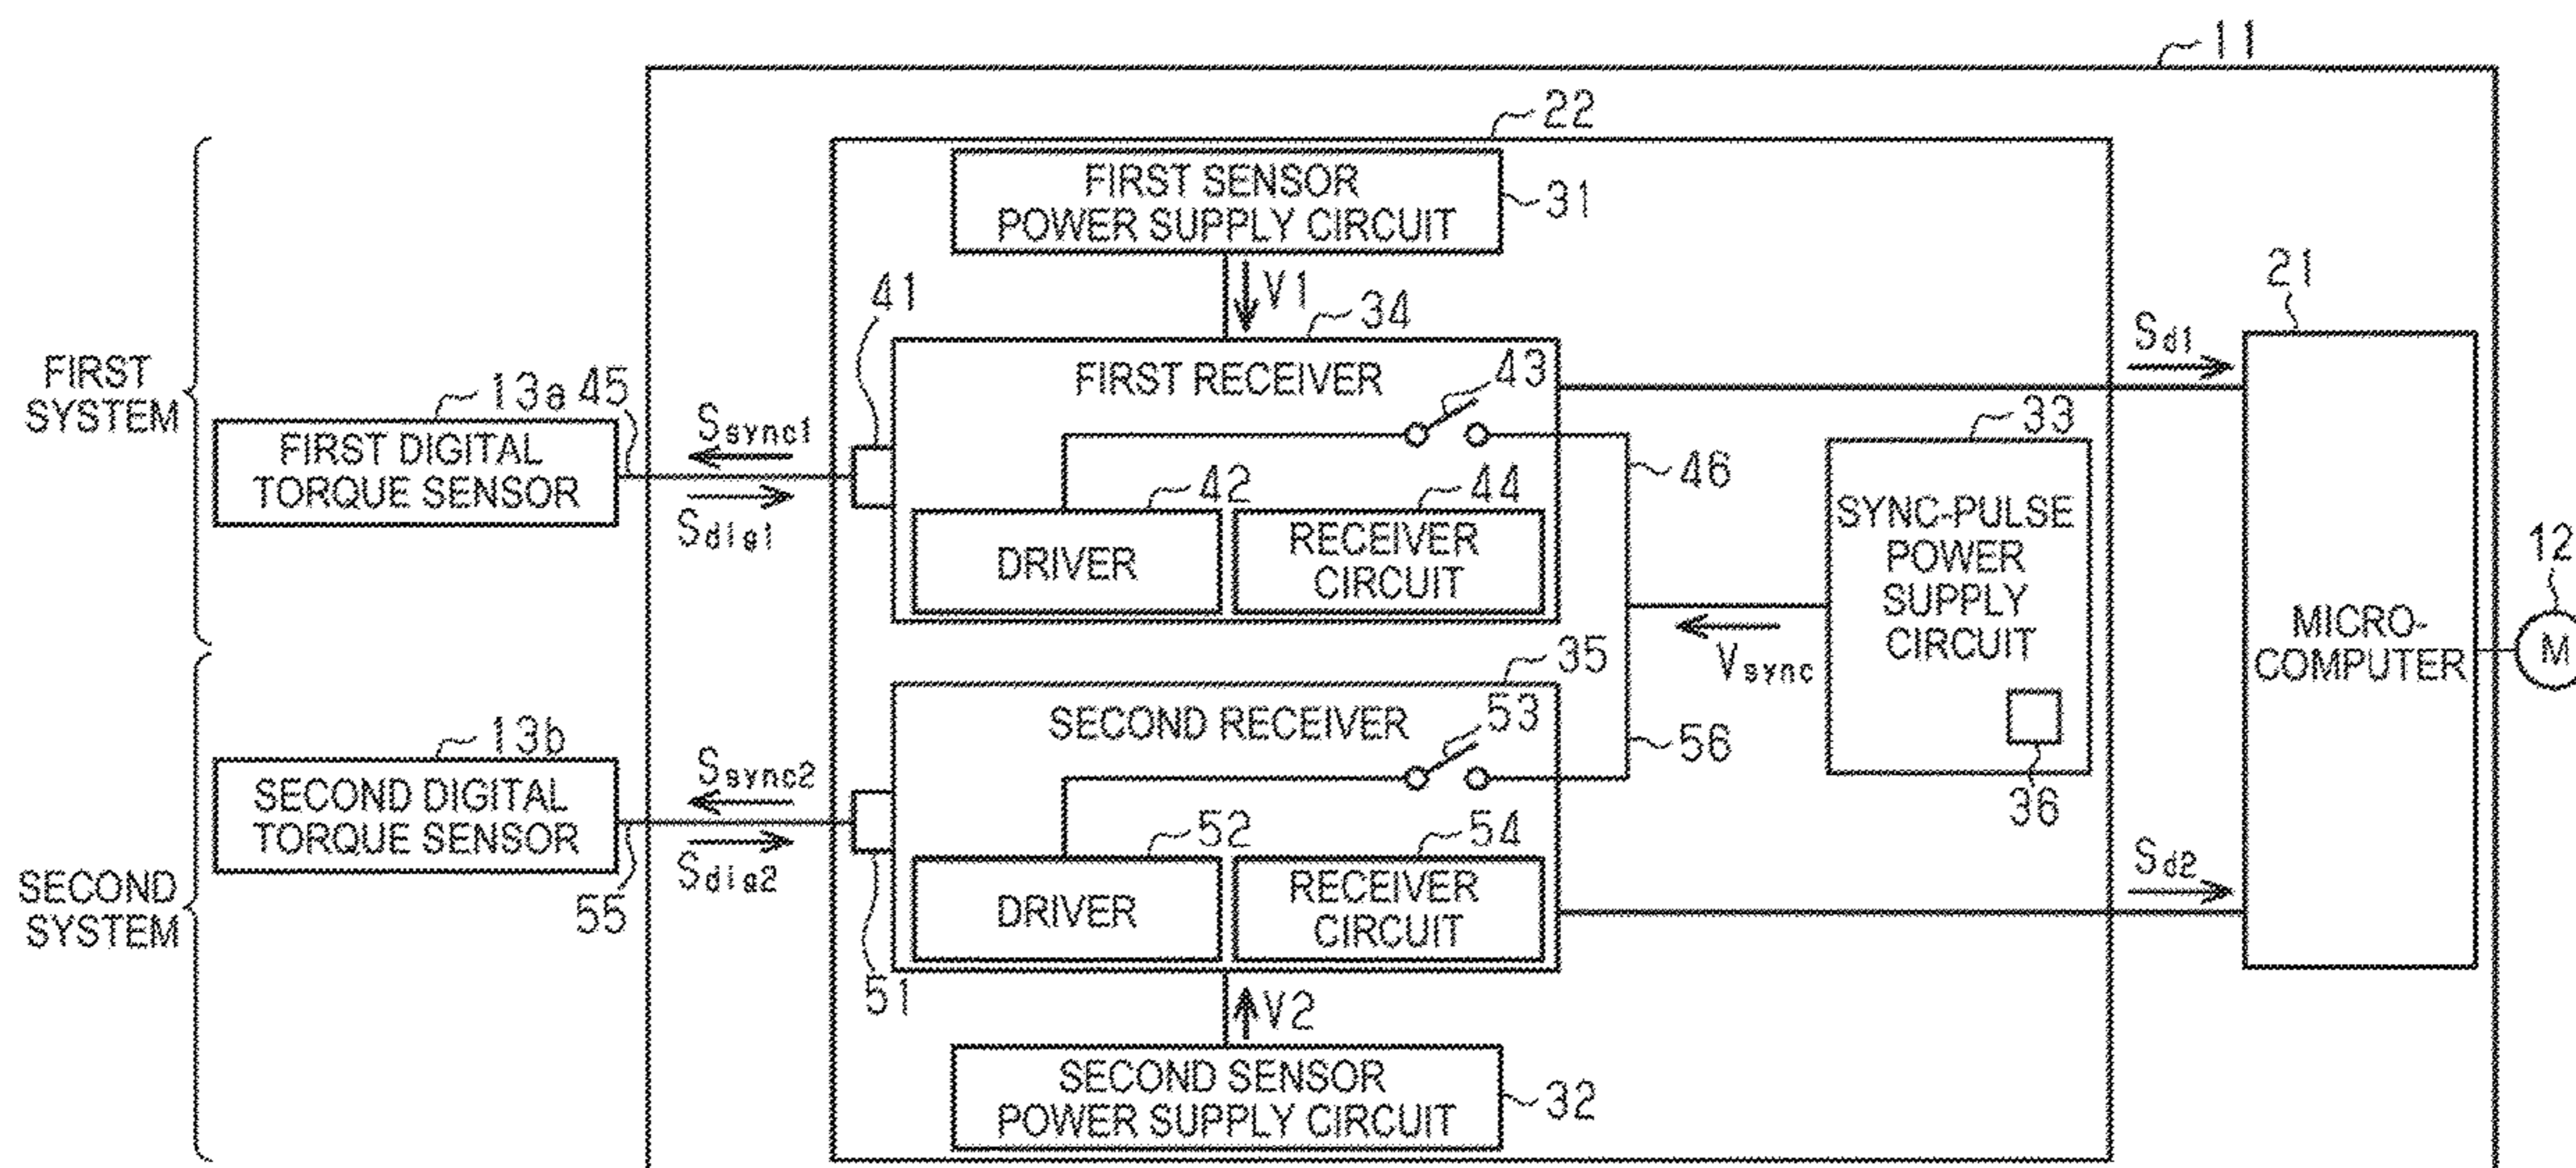 11
22
FIRST SENSOR
POWER SUPPLY CIRCUIT
31
V1
41
34
21
FIRST
SYSTEM
13a
45
FIRST DIGITAL
TORQUE SENSOR
Ssync1
Sdig1
FIRST RECEIVER
43
42
44
DRIVER
RECEIVER
CIRCUIT
46
33
SYNC-PULSE
POWER
SUPPLY
CIRCUIT
36
Vsync
Sd1
MICRO-
COMPUTER
12
M
SECOND
SYSTEM
13b
SECOND DIGITAL
TORQUE SENSOR
55
Ssync2
Sdig2
51
35
SECOND RECEIVER
53
52
54
DRIVER
RECEIVER
CIRCUIT
56
Sd2
V2
SECOND SENSOR
POWER SUPPLY CIRCUIT
32